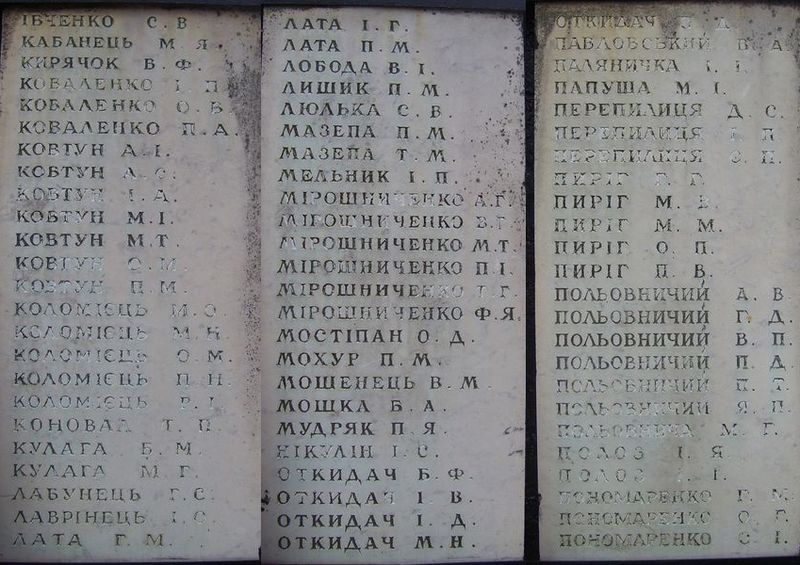 ІВЧЕНКО Є. В
КАБАНЕЦЬ М. Я.
КИРЯЧОК В. Ф.
КОВАЛЕНКО І. П
КОВАЛЕНКО О. В.
КОВАЛЕНКО П. А.
КОВТУН А. І.
КОВТУН А. С.
КОВТУН І. А.
КОВТУН М. І.
КОВТУН М. Т.
КОВТУН О. М
КОВТУН П. М.
КОЛОМІЄЦЬ М. О.
КОЛОМІЄЦЬ М. Н.
КОЛОМІЄЦЬ О. М.
КОЛОМІЄЦЬ П. Н.
КОЛОМІЄЦЬ
КОНОВАЛ Т. П.
КУЛАГА Б. М.
КУЛАГА М. Г.
ЛАБУНЕЦЬ Г. С.
ЛАВРІНЕЦЬ І. С.
ЛАТА Г. М.
ЛАТА І. Г.
ЛАТА П. М.
ЛОБОДА В. І.
ЛИШИК П. М.
ЛЮЛЬКА Є. В.
МАЗЕПА П. М.
МАЗЕПА Т. М.
МЕЛЬНИК І. П.
МІРОШНИЧЕНКО А. Г.
МІРОШНИЧЕНКО В. Г.
МІРОШНИЧЕНКО М. Т.
МІРОШНИЧЕНКО П. І.
МІРОШНИЧЕНКО Т. Г.
МІРОШНИЧЕНКО Ф. Я.
МОСТІПАН О. Д.
МОХУР П. М.
МОШЕНЕЦЬ В. М
МОШКА Б. А.
МУДРЯК П. Я.
НІКУЛІН І. С.
ОТКИДАЧ Б. Ф.
ОТКИДАЧ І В.
ОТКИДАЧ І. Д.
ОТКИДАЧ М. Н.
ОТКИДАЧ П Д
ПАВЛОВСЬКИЙ В. А
ПАЛЯНИЧКА І. І.
ПАПУША М. І.
ПЕРЕПИЛИЦЯ Д. С.
ПЕРЕПИЛИЦЯ І. П
ПЕРЕПИЛИЦЯ П.
ПИРІГ Г. Г.
ПИРІГ М.
ПИРІГ М. М.
ПИРІГ О. П.
ПИРІГ П. В.
ПОЛЬОВНИЧИЙ А. В
ПОЛЬОВНИЧИЙ Г. Д.
ПОЛЬОВНИЧИЙ В. П.
ПОЛЬОВНИЧИЙ П. Д
ПОЛЬОВНИЧИЙ П. Т.
ПОЛЬОВНИЧИЙ Я. П.
ПОЛЬОВНИЧА М. Г.
ПОЛОЗ І. Я
ПОЛОЗ І.
ПОНОМАРЕНКО Г. М.
ПОНОМАРЕНКО О. Г.
ПОНОМАРЕНКО С. І.